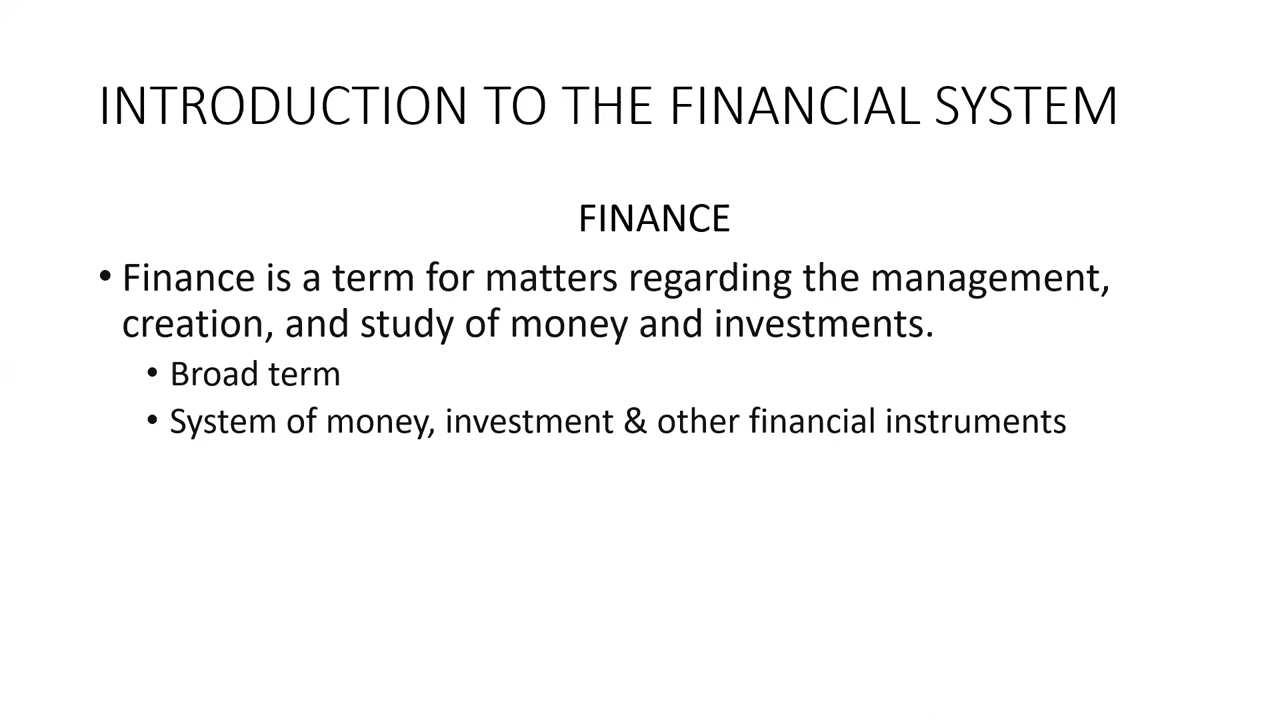 INTRODUCTION TO THE FINANCIAL SYSTEM
FINANCE
• Finance is a term for matters regarding the management,
creation, and study of money and investments.
• Broad term
• System of money, investment & other financial instruments